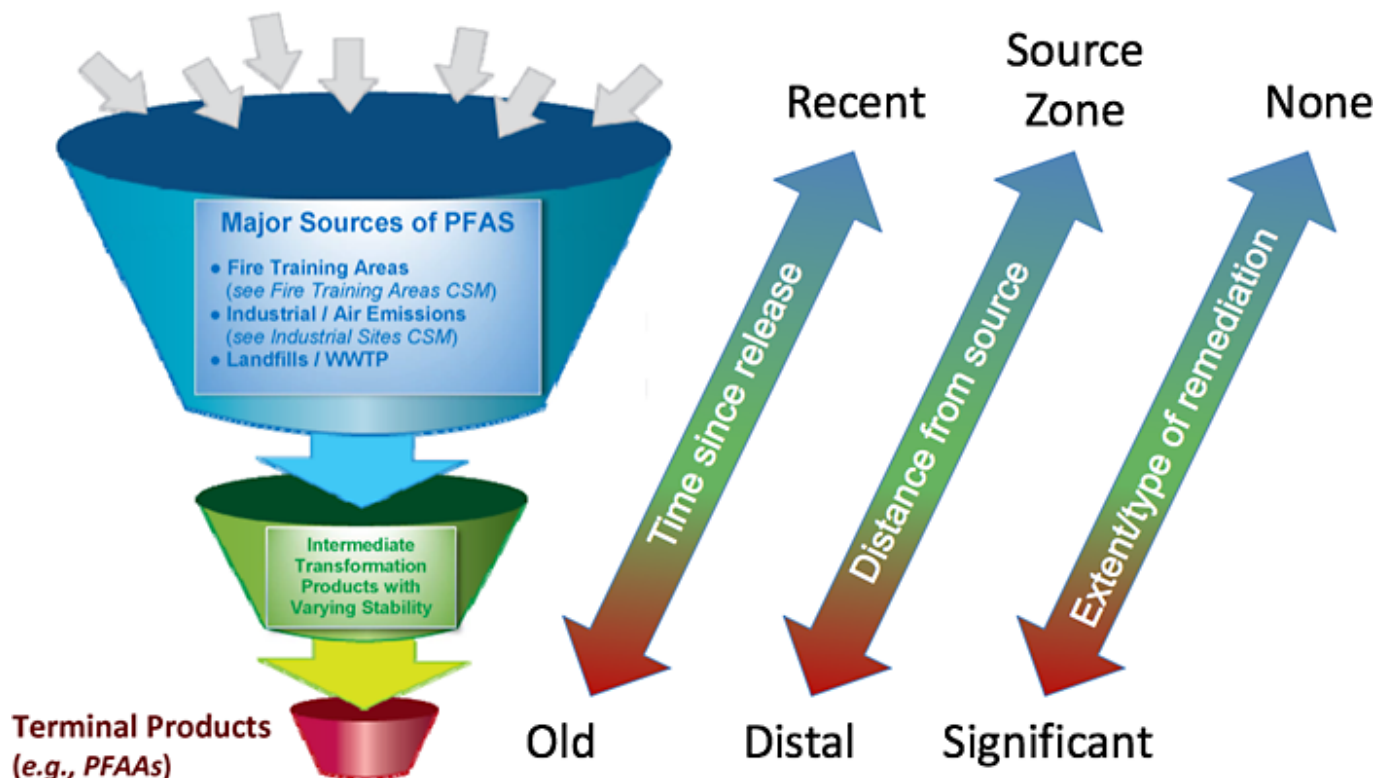 Major Sources of PFAS
● Fire Training Areas
(see Fire Training Areas CSM)
● Industrial / Air Emissions
(see Industrial Sites CSM)
● Landfills / WWTP
Intermediate
Transformation
Products with
Varying Stability
Terminal Products
(e.g., PFAAs)
Recent
Time since release
Old
Source
Zone
Distance from source
Distal
None
Extent/type of remediation
Significant